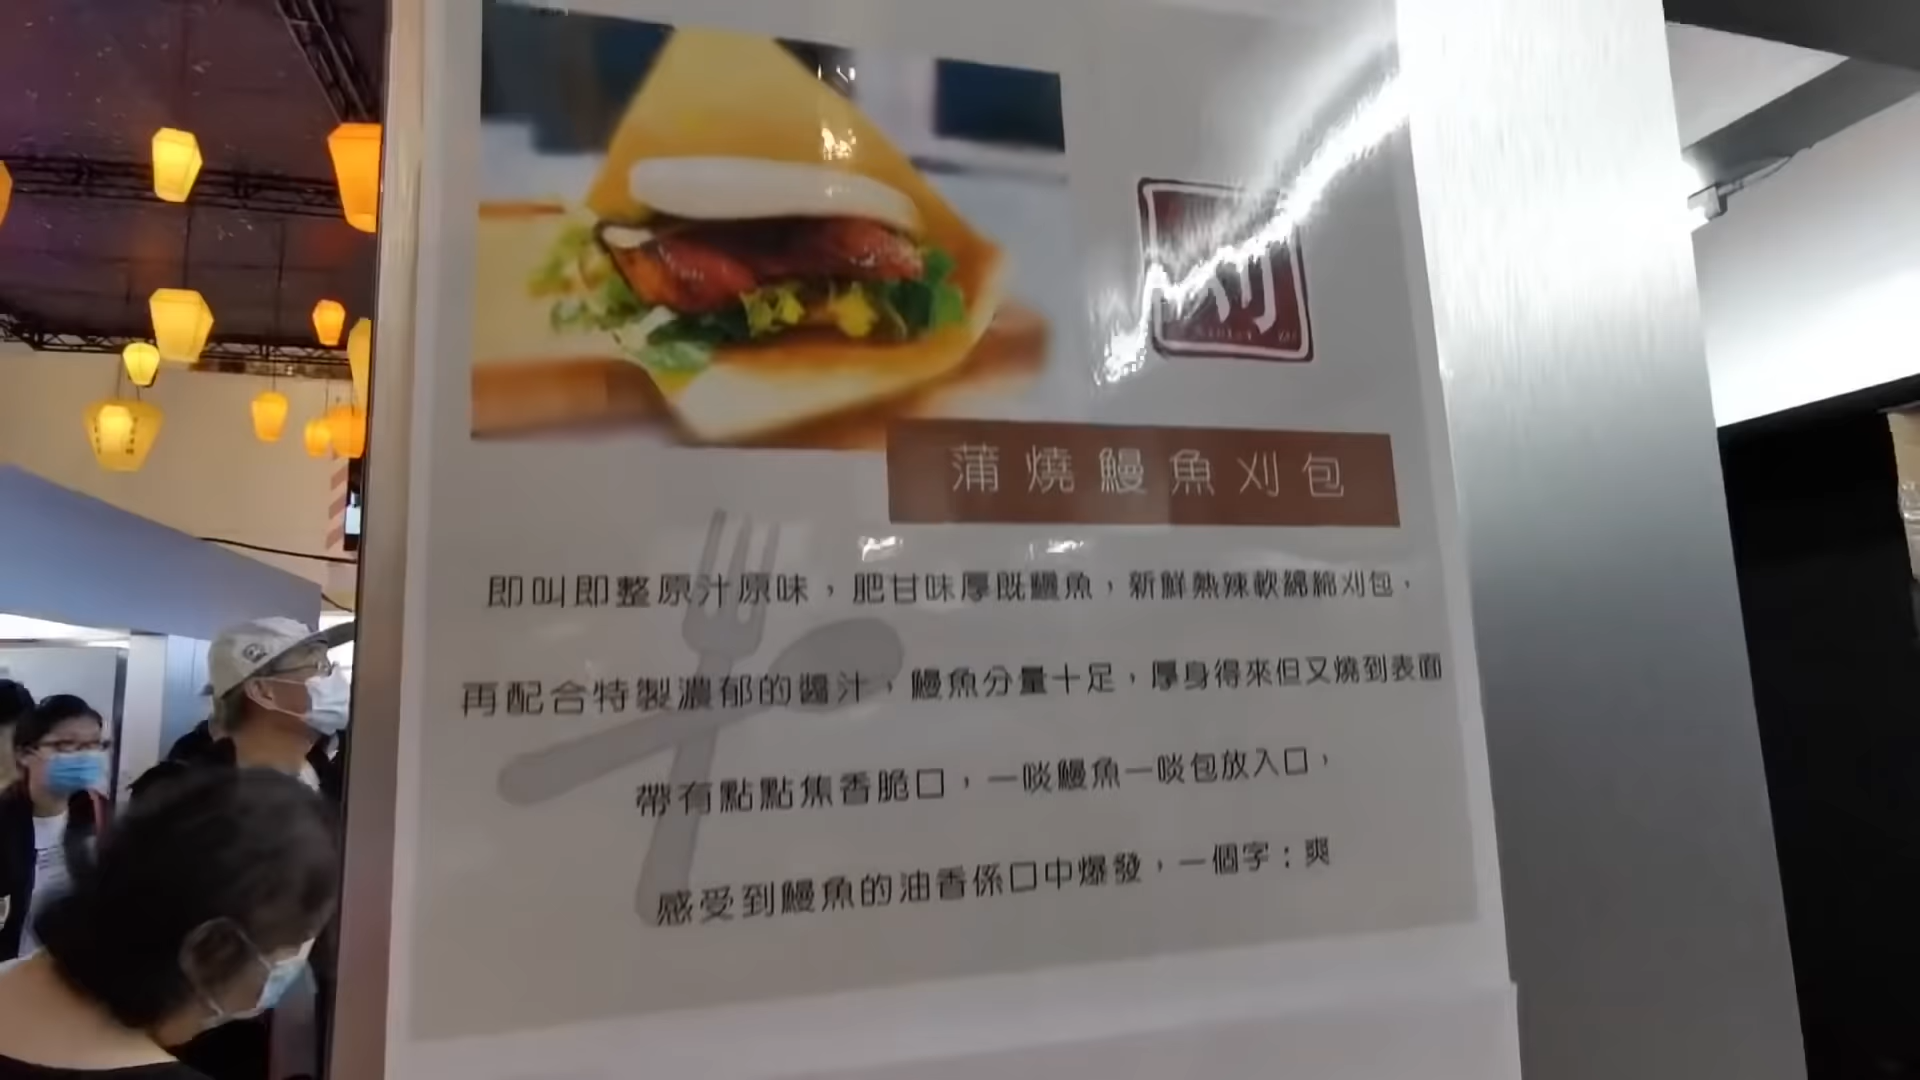 刈
蒲燒鰻魚刈包
即叫即整原汁原味，肥甘味厚既鰻魚，新鮮熱辣軟綿綿刈包，
再配合特製濃郁的醬汁，鰻魚分量十足，厚身得來但又燒到表面
帶有點點焦香脆口，一啖鰻魚一啖包放入口，
感受到鰻魚的油香係口中爆發，一個字：爽